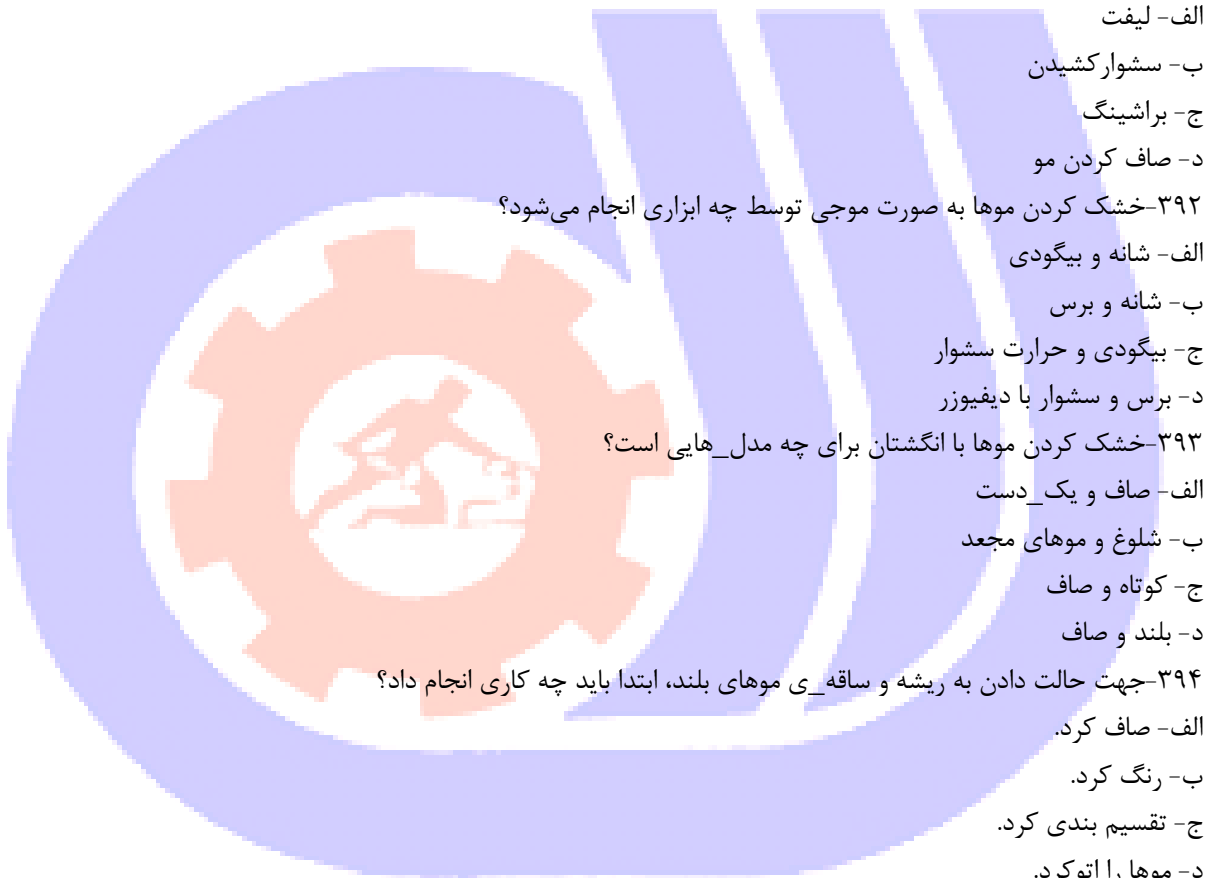 الف- لیفت
ب- سشوارکشیدن
ج- براشینگ
د- صاف کردن مو
۳۹۲-خشک کردن موها به صورت موجی توسط چه ابزاری انجام می‌شود؟
الف- شانه و بیگودی
ب- شانه و برس
ج- بیگودی و حرارت سشوار
د- برس و سشوار با دیفیوزر
۳۹۳-خشک کردن موها با انگشتان برای چه مدل_هایی است؟
الف- صاف و یک_دست
ب- شلوغ و موهای مجعد
ج- کوتاه و صاف
د- بلند و صاف
۳۹۴-جهت حالت دادن به ریشه و ساقه_ی موهای بلند، ابتدا باید چه کاری انجام داد؟
الف- صاف کرد.
ب- رنگ کرد.
ج- تقسیم بندی کرد.
د- موها را اتوکرد.